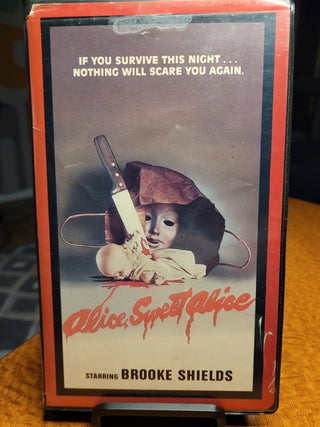 IF YOU SURVIVE THIS NIGHT . . .
NOTHING WILL SCARE YOU AGAIN.
Alice, Sweet Alice
STARRING BROOKE SHIELDS